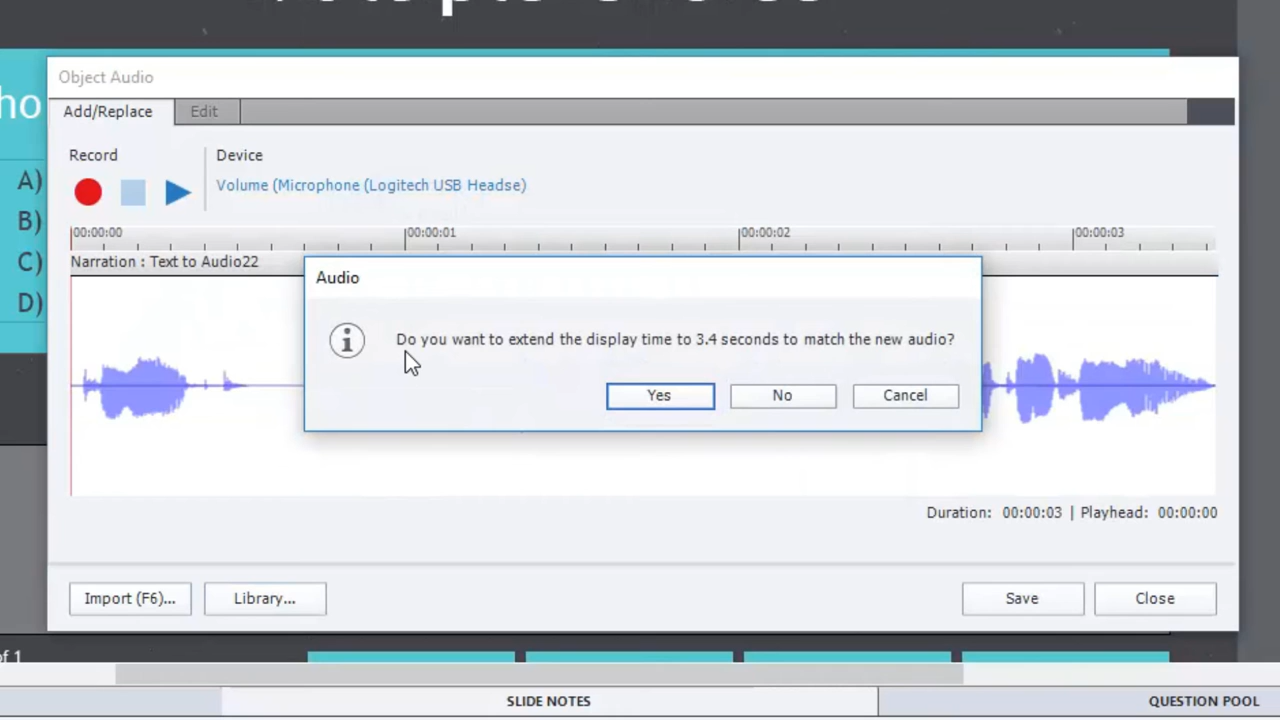 ho
Object Audio
Add/Replace
Edit
Record
Device
Volume (Microphone (Logitech USB Headse)
A)
B)
C)
D)
00:00:00
00:00:01
00:00:02
00:00:03
Narration : Text to Audio22
Audio
Do you want to extend the display time to 3.4 seconds to match the new audio?
Yes
No
Cancel
Duration: 00:00:03 | Playhead: 00:00:00
Import (F6)...
Library...
Save
Close
of 1
SLIDE NOTES
QUESTION POOL